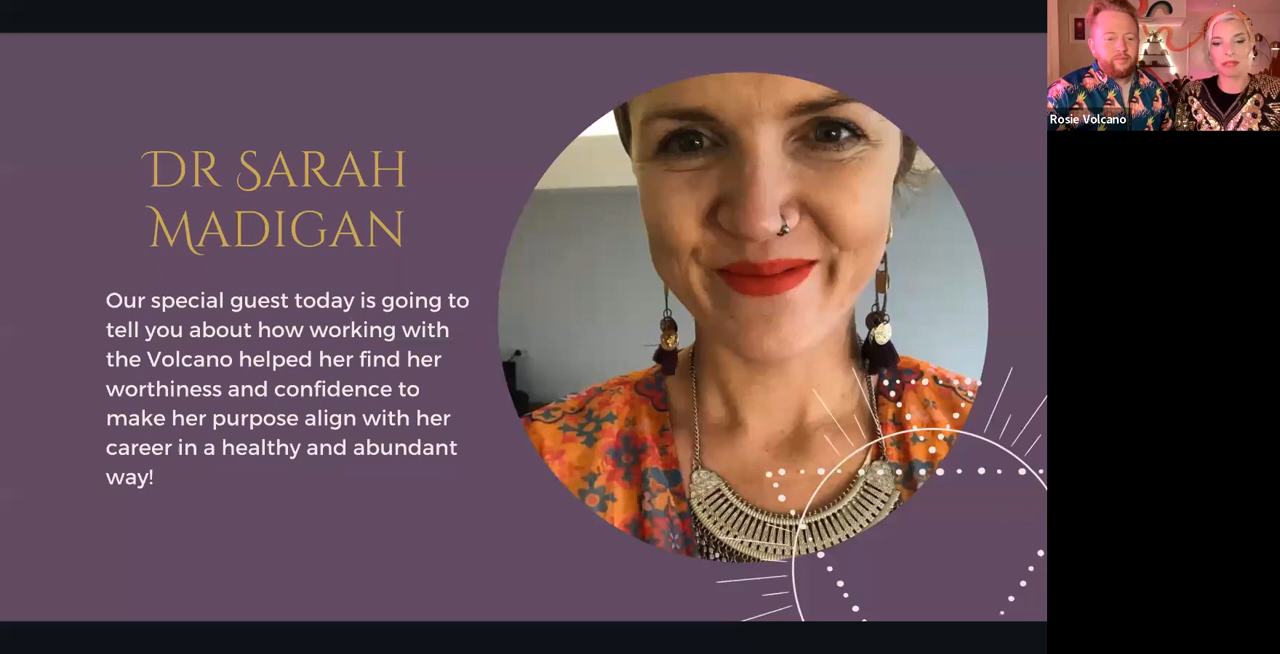 Dr Sarah
Madigan
Our special guest today is going to
tell you about how working with
the Volcano helped her find her
worthiness and confidence to
make her purpose align with her
career in a healthy and abundant
way!
Rosie Volcano